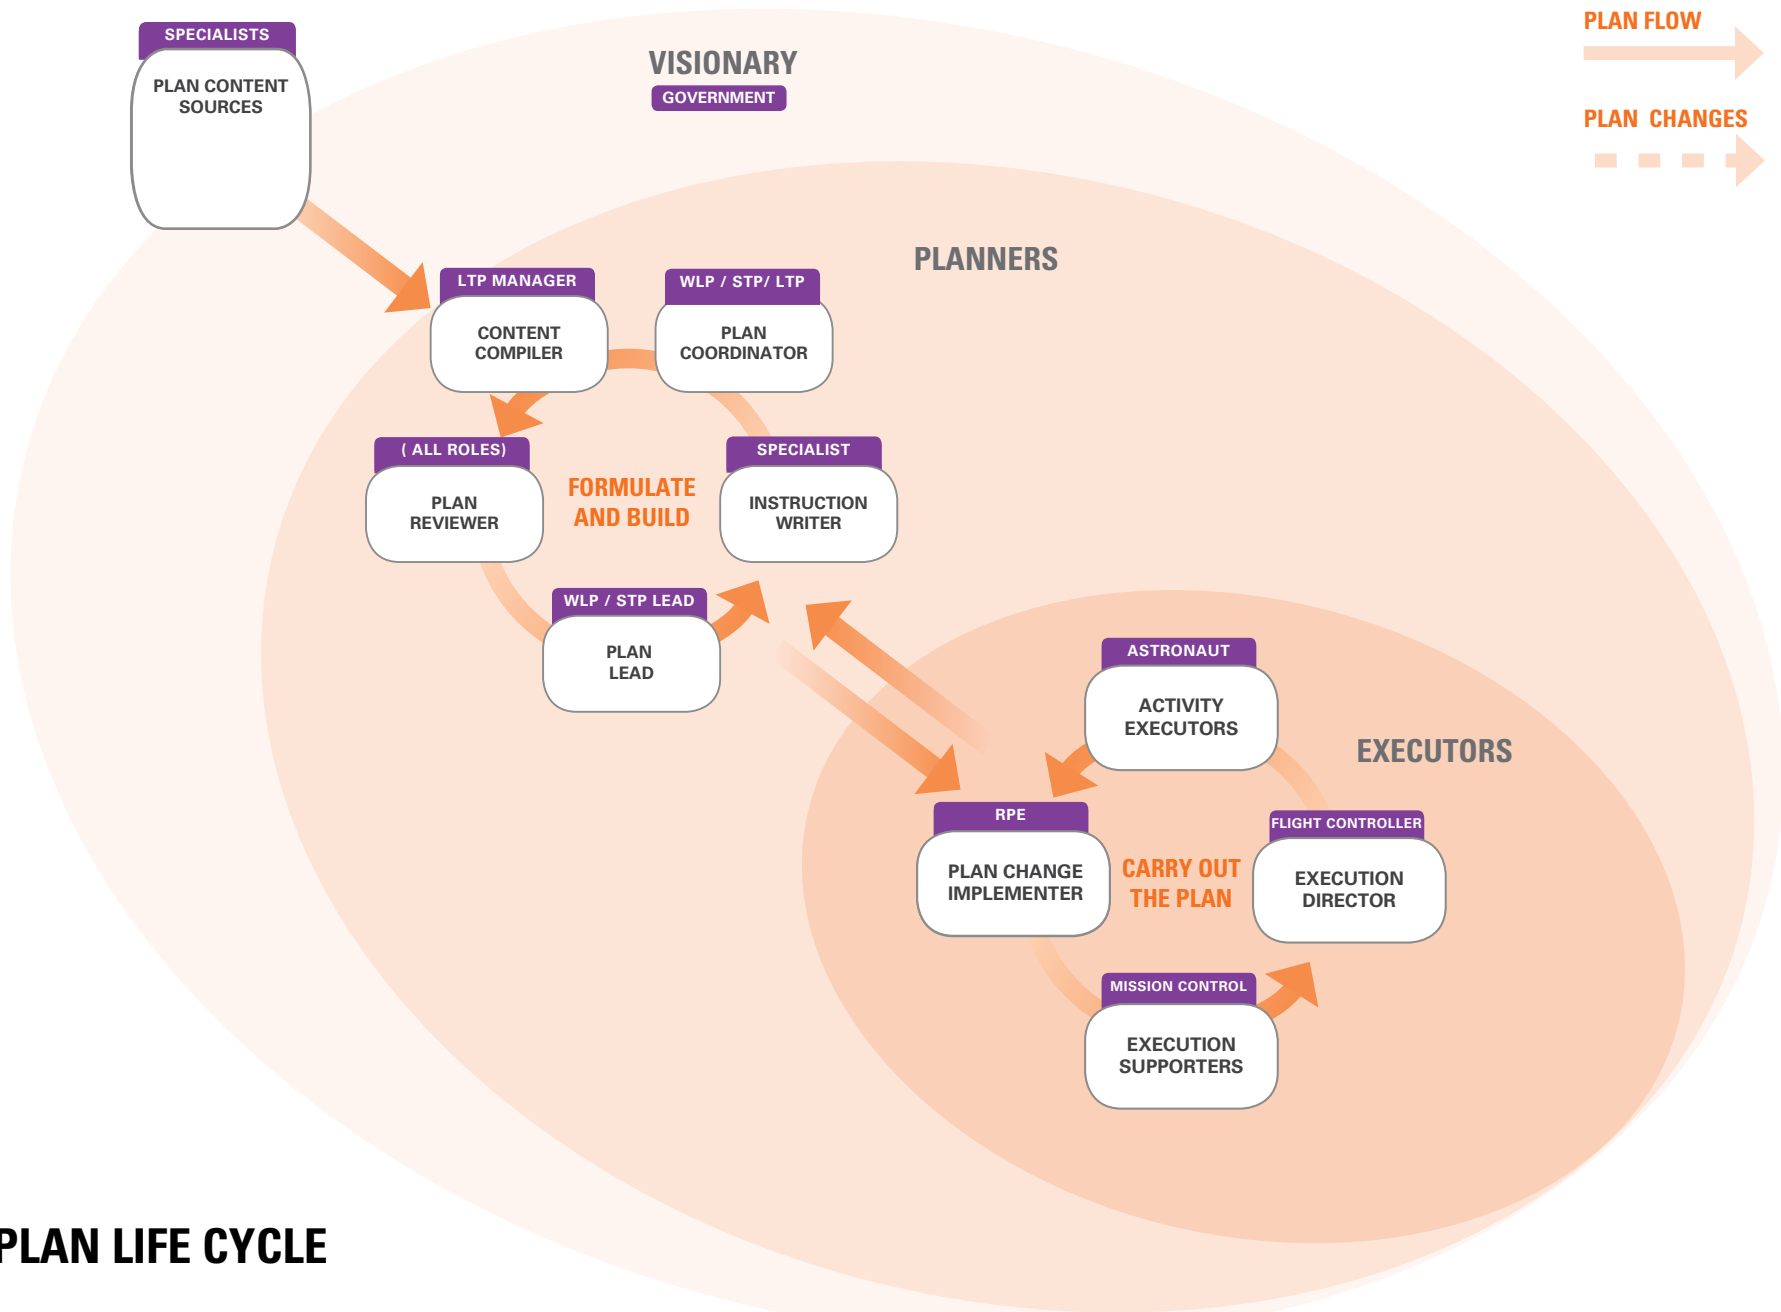 SPECIALISTS
PLAN CONTENT
SOURCES
VISIONARY
GOVERNMENT
PLAN FLOW
PLAN CHANGES
PLANNERS
LTP MANAGER
CONTENT
COMPILER
WLP / STP/ LTP
PLAN
COORDINATOR
( ALL ROLES)
PLAN
REVIEWER
FORMULATE
AND BUILD
SPECIALIST
INSTRUCTION
WRITER
WLP / STP LEAD
PLAN
LEAD
ASTRONAUT
ACTIVITY
EXECUTORS
EXECUTORS
RPE
PLAN CHANGE
IMPLEMENTER
CARRY OUT
THE PLAN
FLIGHT CONTROLLER
EXECUTION
DIRECTOR
MISSION CONTROL
EXECUTION
SUPPORTERS
PLAN LIFE CYCLE